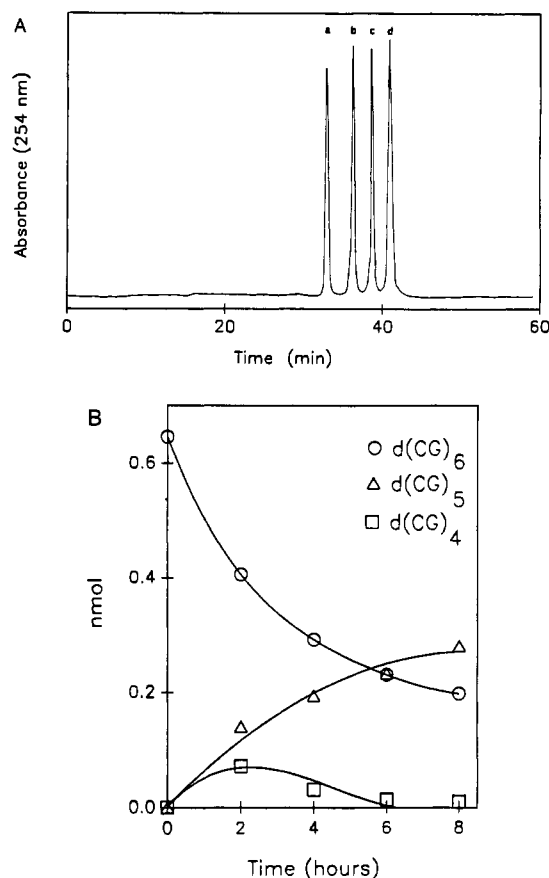 A
a b c d
Absorbance (254 nm)
0 20 40 60
Time (min)
B
d(CG)6
d(CG)5
d(CG)4
nmol
0.6
0.4
0.2
0.0
0 2 4 6 8
Time (hours)